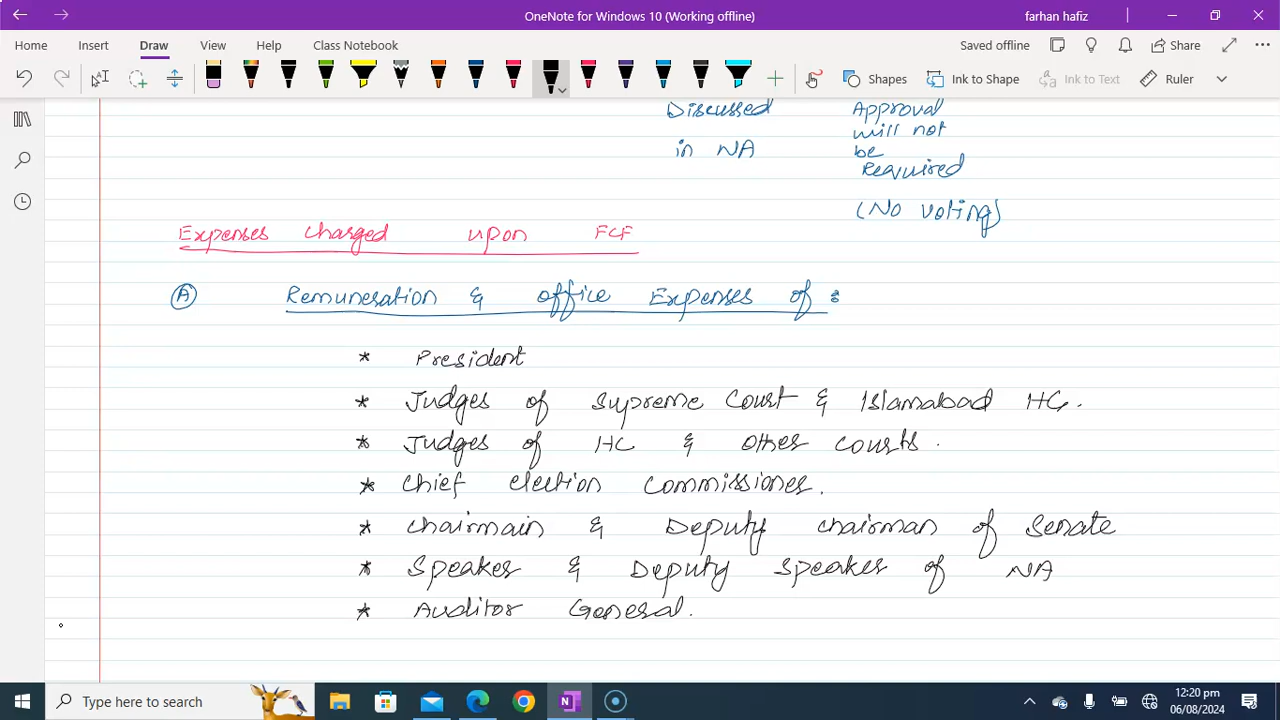 OneNote for Windows 10 (Working offline)
farhan hafiz
Home Insert Draw View Help Class Notebook
Saved offline
Share
Shapes
Ink to Shape
Ink to Text
Ruler
Discussed
in NA
Approval
will not
be
Required
(No voting)
Expenses charged upon FCF
A Remuneration & office Expenses of :
* President
* Judges of Supreme Court & Islamabad HC.
* Judges of HC & other courts.
* Chief election Commissioner.
* Chairmain & Deputy chairman of Senate
* Speaker & Deputy speaker of NA
* Auditor General.
Type here to search
12:20 pm
06/08/2024